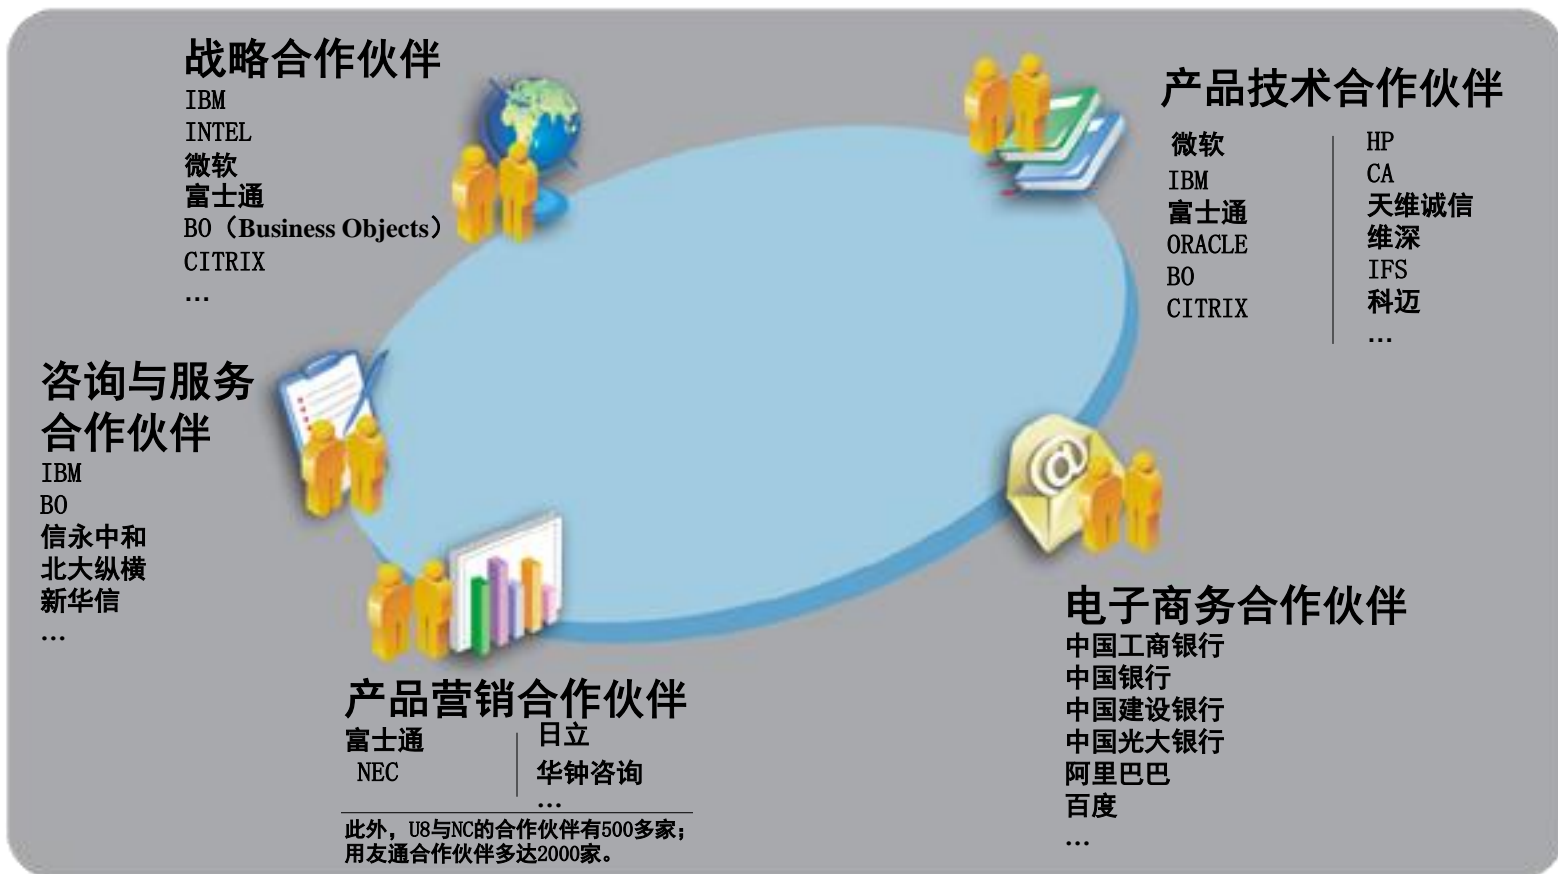 战略合作伙伴
IBM
INTEL
微软
富士通
BO（Business Objects）
CITRIX
…
产品技术合作伙伴
微软
IBM
富士通
ORACLE
BO
CITRIX
HP
CA
天维诚信
维深
IFS
科迈
…
咨询与服务
合作伙伴
IBM
BO
信永中和
北大纵横
新华信
…
@
产品营销合作伙伴
富士通
NEC
日立
华钟咨询
…
此外，U8与NC的合作伙伴有500多家；
用友通合作伙伴多达2000家。
电子商务合作伙伴
中国工商银行
中国银行
中国建设银行
中国光大银行
阿里巴巴
百度
…